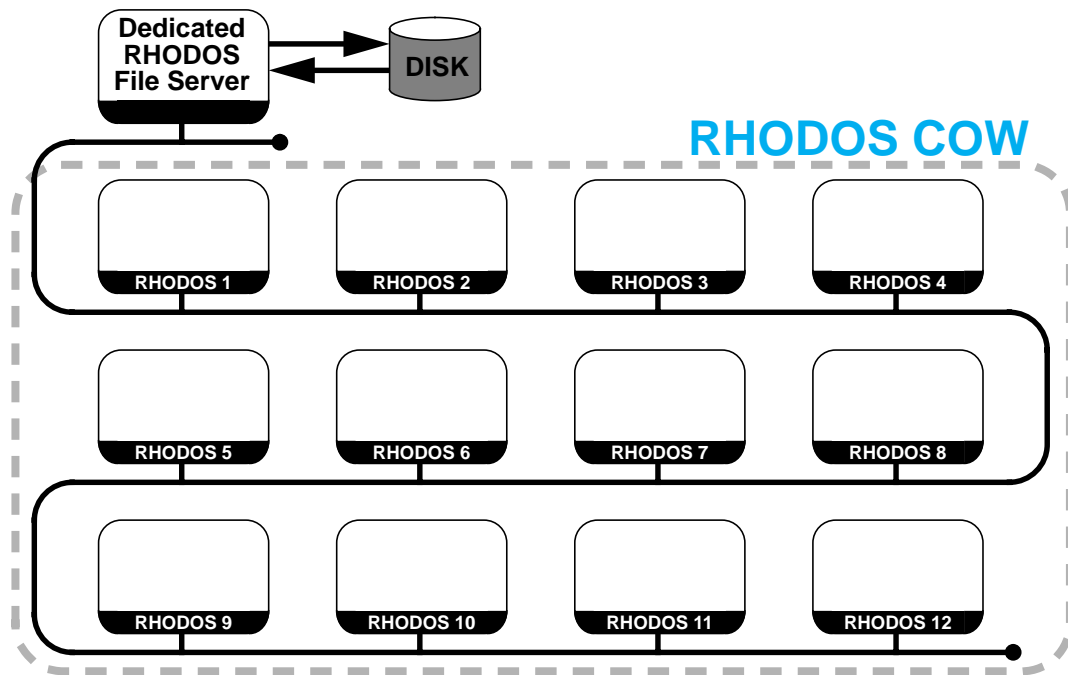 Dedicated
RHODOS
File Server
DISK
RHODOS COW
RHODOS 1
RHODOS 2
RHODOS 3
RHODOS 4
RHODOS 5
RHODOS 6
RHODOS 7
RHODOS 8
RHODOS 9
RHODOS 10
RHODOS 11
RHODOS 12